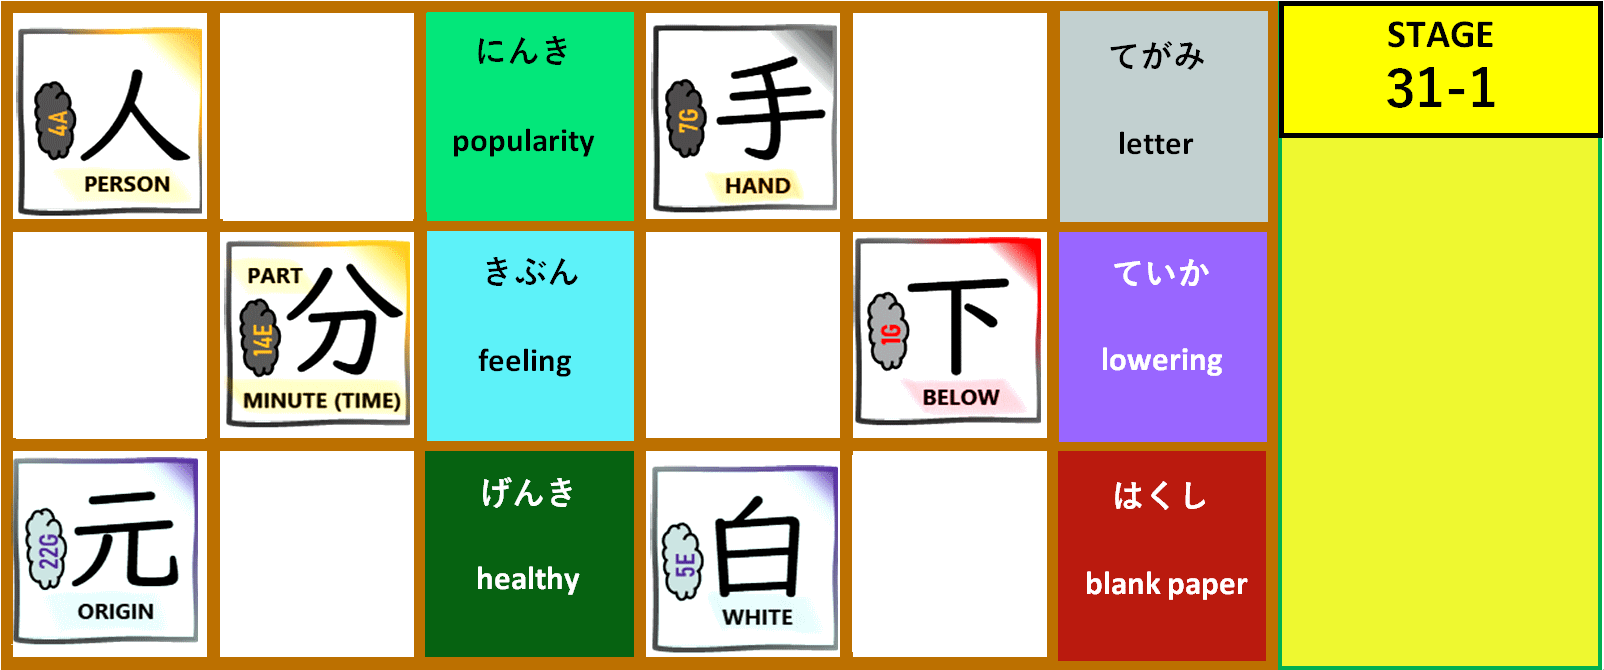 人
4A
PERSON
にんき
popularity
手
7G
HAND
てがみ
letter
STAGE
31-1
PART
分
14E
MINUTE (TIME)
きぶん
feeling
下
1G
BELOW
ていか
lowering
元
22G
ORIGIN
げんき
healthy
白
5E
WHITE
はくし
blank paper